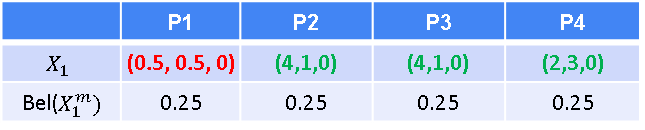 P1 P2 P3 P4
X₁ (0.5, 0.5, 0) (4,1,0) (4,1,0) (2,3,0)
Bel(X₁ᵐ) 0.25 0.25 0.25 0.25